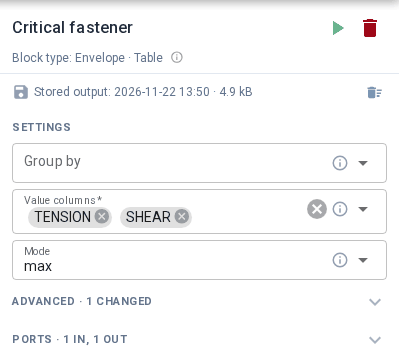 Critical fastener
Block type: Envelope · Table
Stored output: 2026-11-22 13:50 · 4.9 kB
SETTINGS
Group by
Value columns*
TENSION SHEAR
Mode
max
ADVANCED · 1 CHANGED
PORTS · 1 IN, 1 OUT